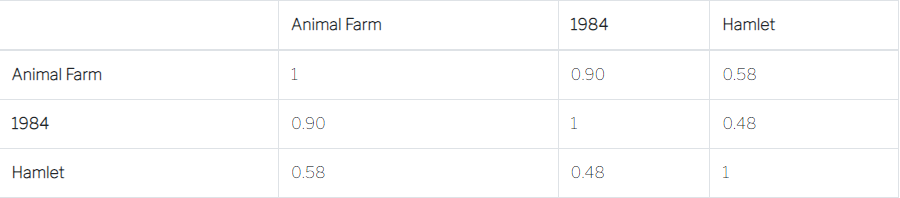 Animal Farm 1984 Hamlet
Animal Farm 1 0.90 0.58
1984 0.90 1 0.48
Hamlet 0.58 0.48 1